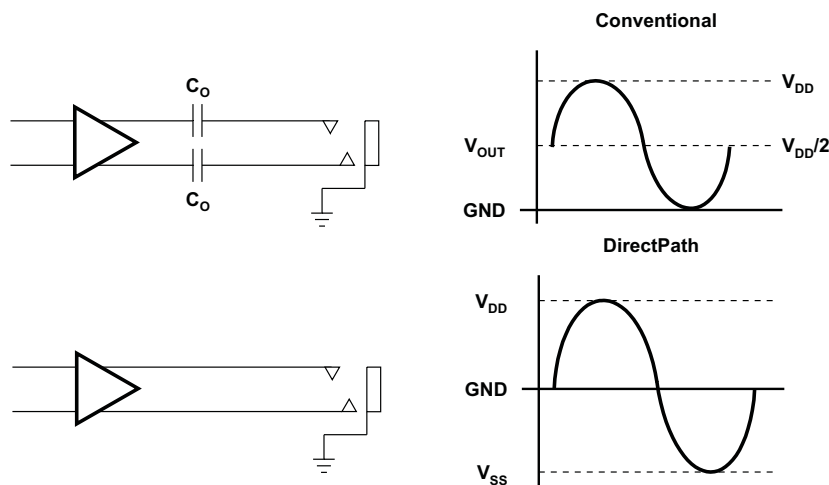 Conventional
C_O
V_DD
V_OUT
V_DD/2
C_O
GND
DirectPath
V_DD
GND
V_SS